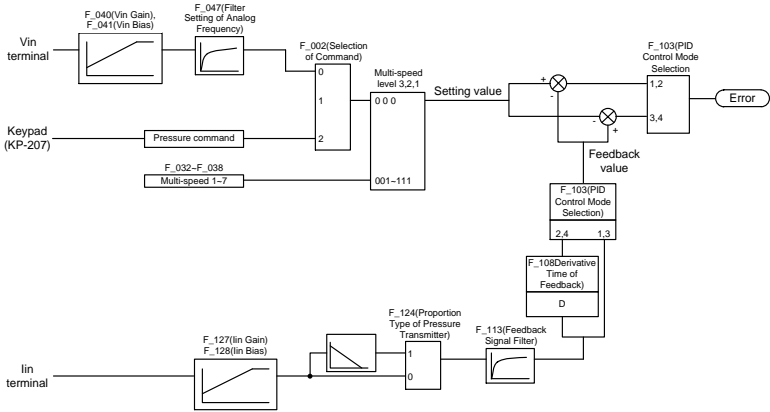 F_040(Vin Gain),
F_041(Vin Bias)
F_047(Filter
Setting of Analog
Frequency)
Vin
terminal
F_002(Selection
of Command)
0
1
2
Multi-speed
level 3,2,1
0 0 0
001~111
Setting value
F_103(PID
Control Mode
Selection
1,2
3,4
Error
+
-
-
+
Keypad
(KP-207)
Pressure command
F_032~F_038
Multi-speed 1~7
Feedback
value
F_103(PID
Control Mode
Selection)
2,4 1,3
F_108Derivative
Time of
Feedback)
D
F_124(Proportion
Type of Pressure
Transmitter)
1
0
F_113(Feedback
Signal Filter)
F_127(Iin Gain)
F_128(Iin Bias)
Iin
terminal